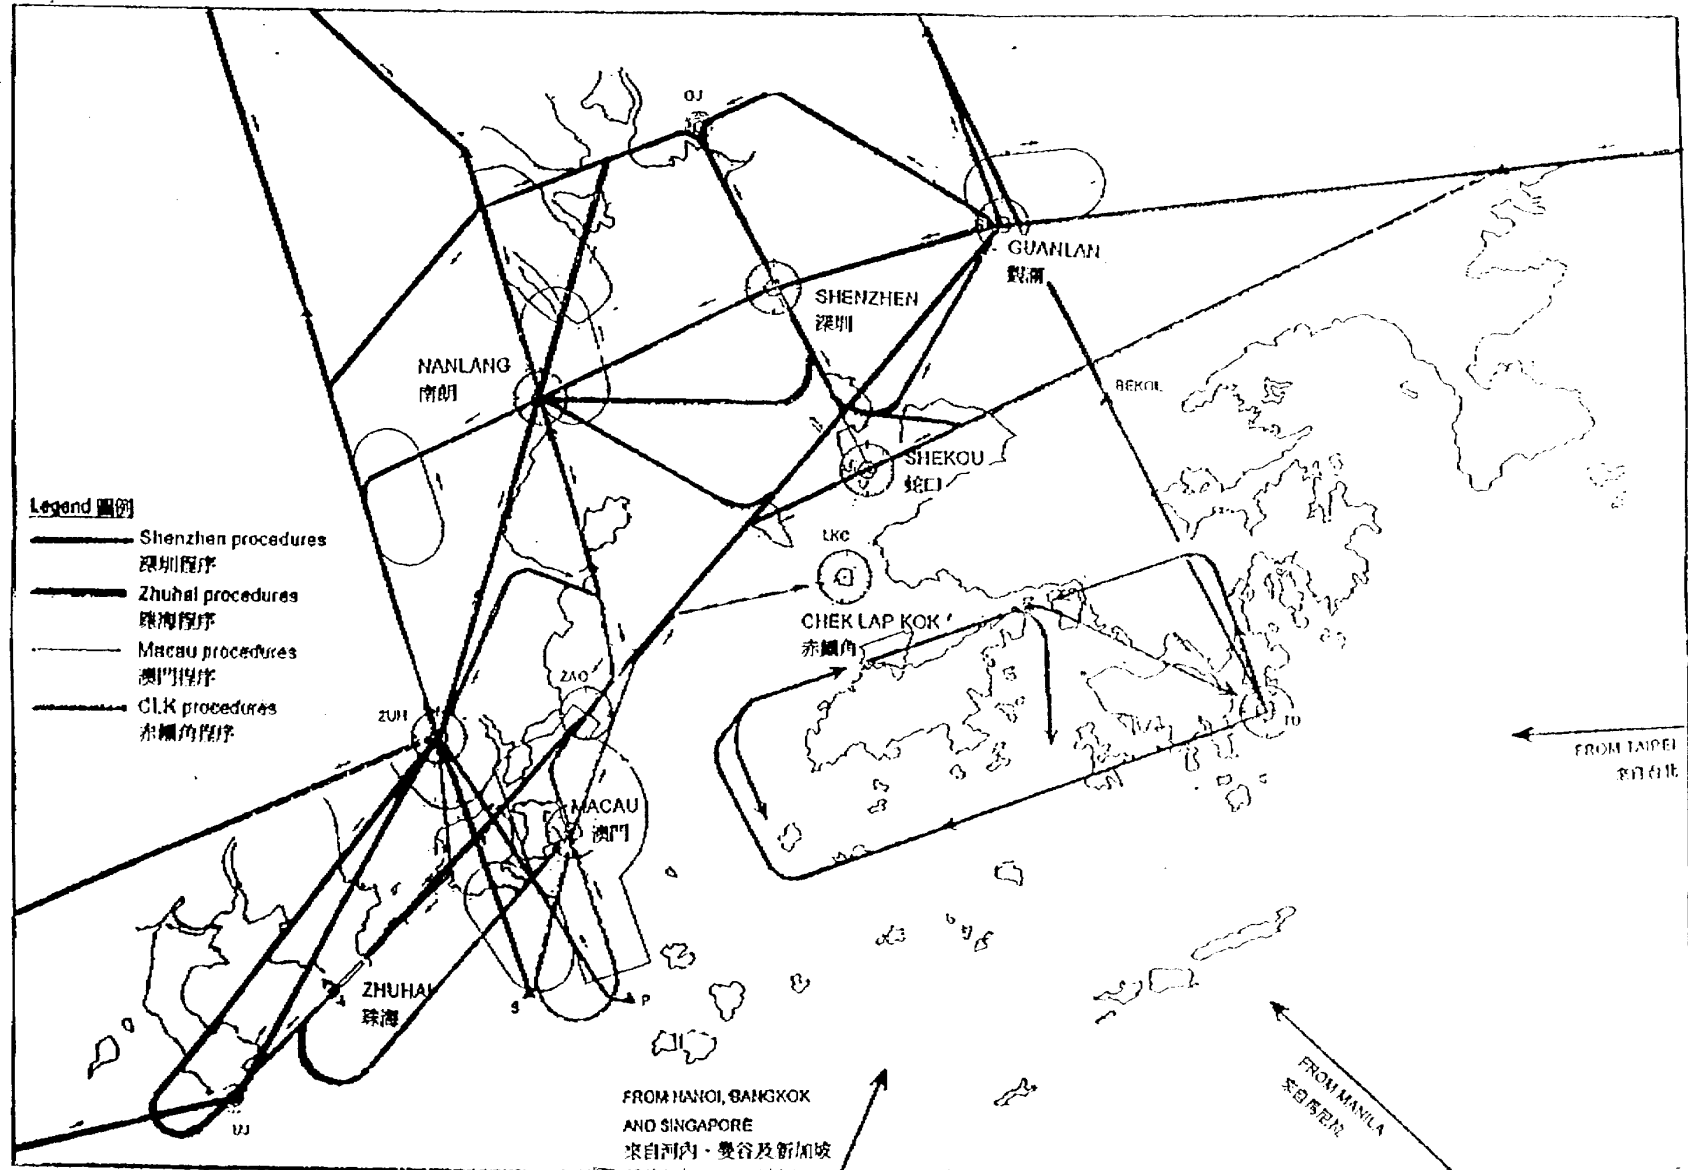 GUANLAN
觀瀾
SHENZHEN
深圳
NANLANG
南朗
BEKOL
SHEKOU
蛇口
Legend 圖例
Shenzhen procedures
深圳程序
Zhuhai procedures
珠海程序
Macau procedures
澳門程序
CLK procedures
赤鱲角程序
LKC
CHEK LAP KOK
赤鱲角
ZAO
ZUH
TD
FROM TAIPEI
來自台北
MACAU
澳門
ZHUHAI
珠海
S
P
FROM HANOI, BANGKOK
AND SINGAPORE
來自河內、曼谷及新加坡
FROM MANILA
來自馬尼拉